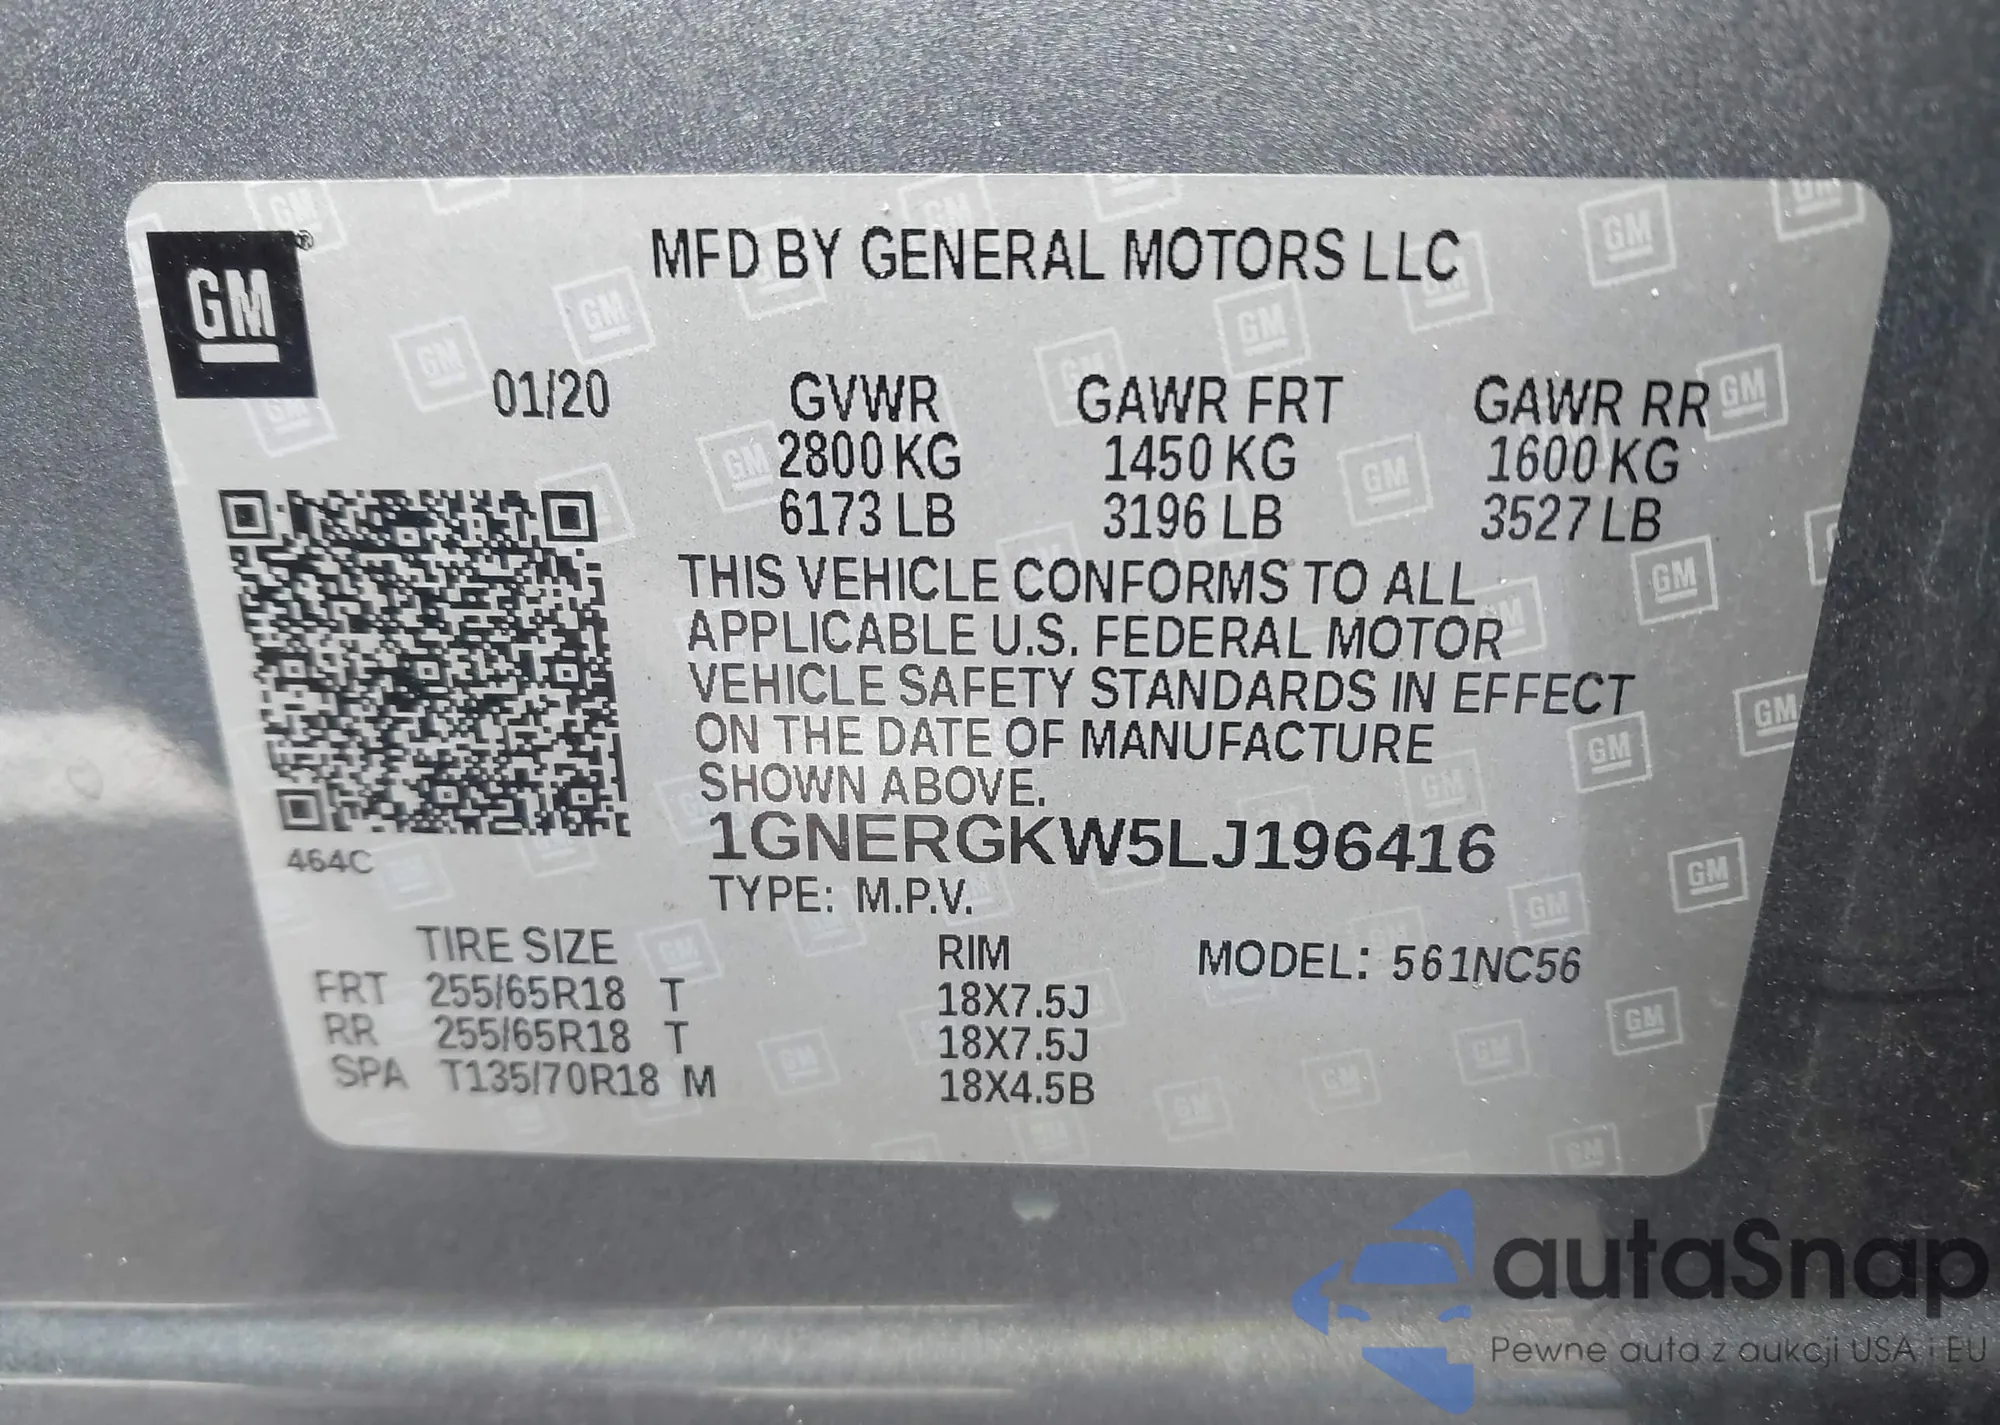 MFD BY GENERAL MOTORS LLC
GM ®
01/20 GVWR GAWR FRT GAWR RR
2800 KG 1450 KG 1600 KG
6173 LB 3196 LB 3527 LB
THIS VEHICLE CONFORMS TO ALL
APPLICABLE U.S. FEDERAL MOTOR
VEHICLE SAFETY STANDARDS IN EFFECT
ON THE DATE OF MANUFACTURE
SHOWN ABOVE.
1GNERGKW5LJ196416
464C
TYPE: M.P.V.
TIRE SIZE RIM MODEL: 561NC56
FRT 255/65R18 T 18X7.5J
RR 255/65R18 T 18X7.5J
SPA T135/70R18 M 18X4.5B
autaSnap
Pewne auta z aukcji USA i EU